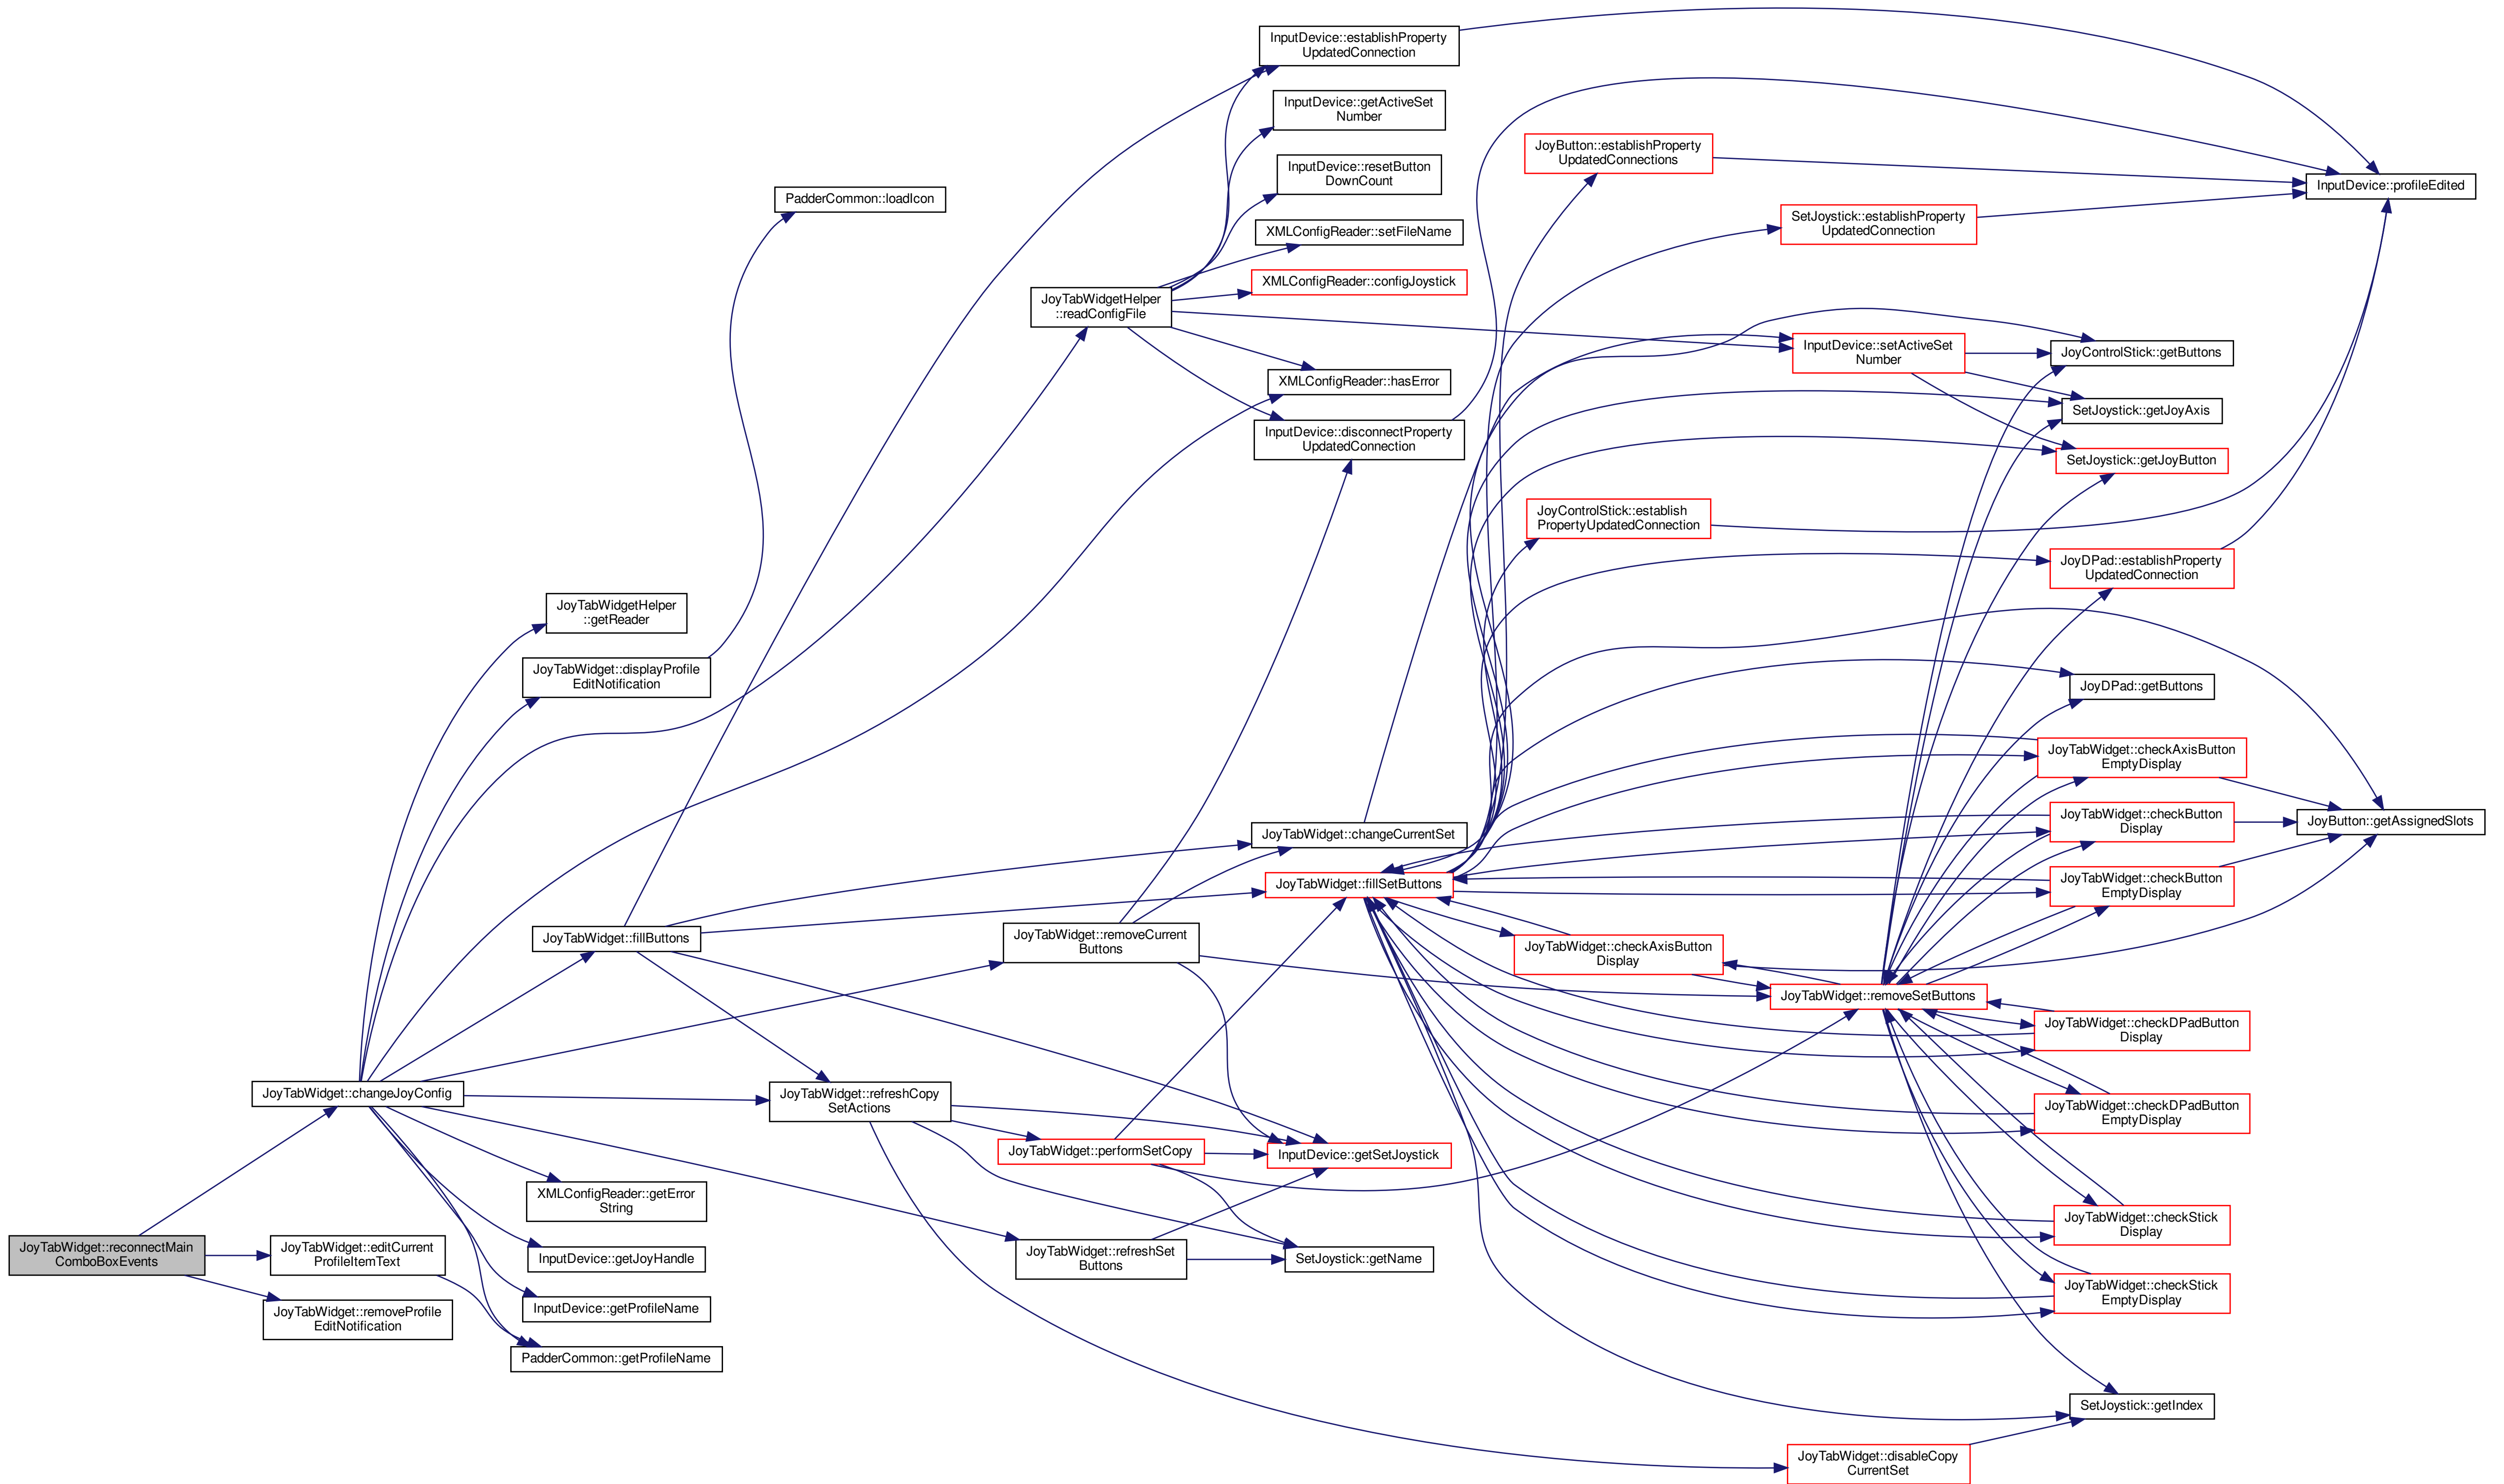 InputDevice::establishProperty
UpdatedConnection
InputDevice::getActiveSet
Number
JoyButton::establishProperty
UpdatedConnections
InputDevice::resetButton
DownCount
InputDevice::profileEdited
PadderCommon::loadIcon
SetJoystick::establishProperty
UpdatedConnection
XMLConfigReader::setFileName
XMLConfigReader::configJoystick
JoyTabWidgetHelper
::readConfigFile
InputDevice::setActiveSet
Number
JoyControlStick::getButtons
XMLConfigReader::hasError
SetJoystick::getJoyAxis
InputDevice::disconnectProperty
UpdatedConnection
SetJoystick::getJoyButton
JoyControlStick::establish
PropertyUpdatedConnection
JoyDPad::establishProperty
UpdatedConnection
JoyTabWidgetHelper
::getReader
JoyTabWidget::displayProfile
EditNotification
JoyDPad::getButtons
JoyTabWidget::checkAxisButton
EmptyDisplay
JoyTabWidget::checkButton
Display
JoyButton::getAssignedSlots
JoyTabWidget::changeCurrentSet
JoyTabWidget::fillSetButtons
JoyTabWidget::checkButton
EmptyDisplay
JoyTabWidget::fillButtons
JoyTabWidget::removeCurrent
Buttons
JoyTabWidget::checkAxisButton
Display
JoyTabWidget::removeSetButtons
JoyTabWidget::checkDPadButton
Display
JoyTabWidget::changeJoyConfig
JoyTabWidget::refreshCopy
SetActions
JoyTabWidget::checkDPadButton
EmptyDisplay
JoyTabWidget::performSetCopy
InputDevice::getSetJoystick
XMLConfigReader::getError
String
JoyTabWidget::checkStick
Display
JoyTabWidget::reconnectMain
ComboBoxEvents
JoyTabWidget::editCurrent
ProfileItemText
InputDevice::getJoyHandle
JoyTabWidget::refreshSet
Buttons
SetJoystick::getName
JoyTabWidget::checkStick
EmptyDisplay
JoyTabWidget::removeProfile
EditNotification
InputDevice::getProfileName
PadderCommon::getProfileName
SetJoystick::getIndex
JoyTabWidget::disableCopy
CurrentSet